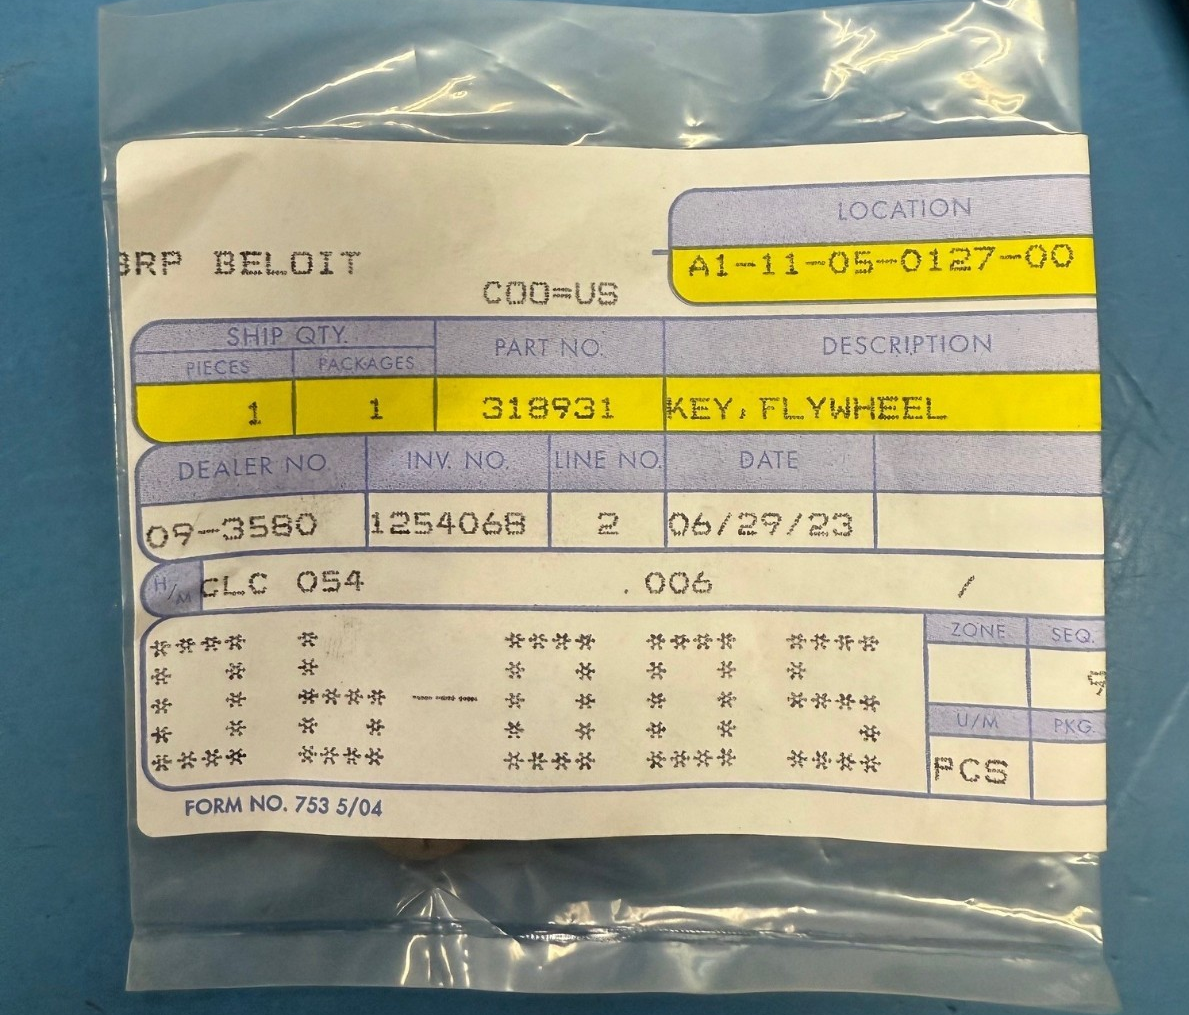 BRP BELOIT
COO=US
LOCATION
A1-11-05-0127-00
SHIP QTY.
PIECES PACKAGES PART NO. DESCRIPTION
1 1 318931 KEY, FLYWHEEL
DEALER NO. INV. NO. LINE NO. DATE
09-3580 1254068 2 06/29/23
H/M CLC 054 .006 /
06-005
ZONE SEQ.
U/M PKG.
PCS
FORM NO. 753 5/04